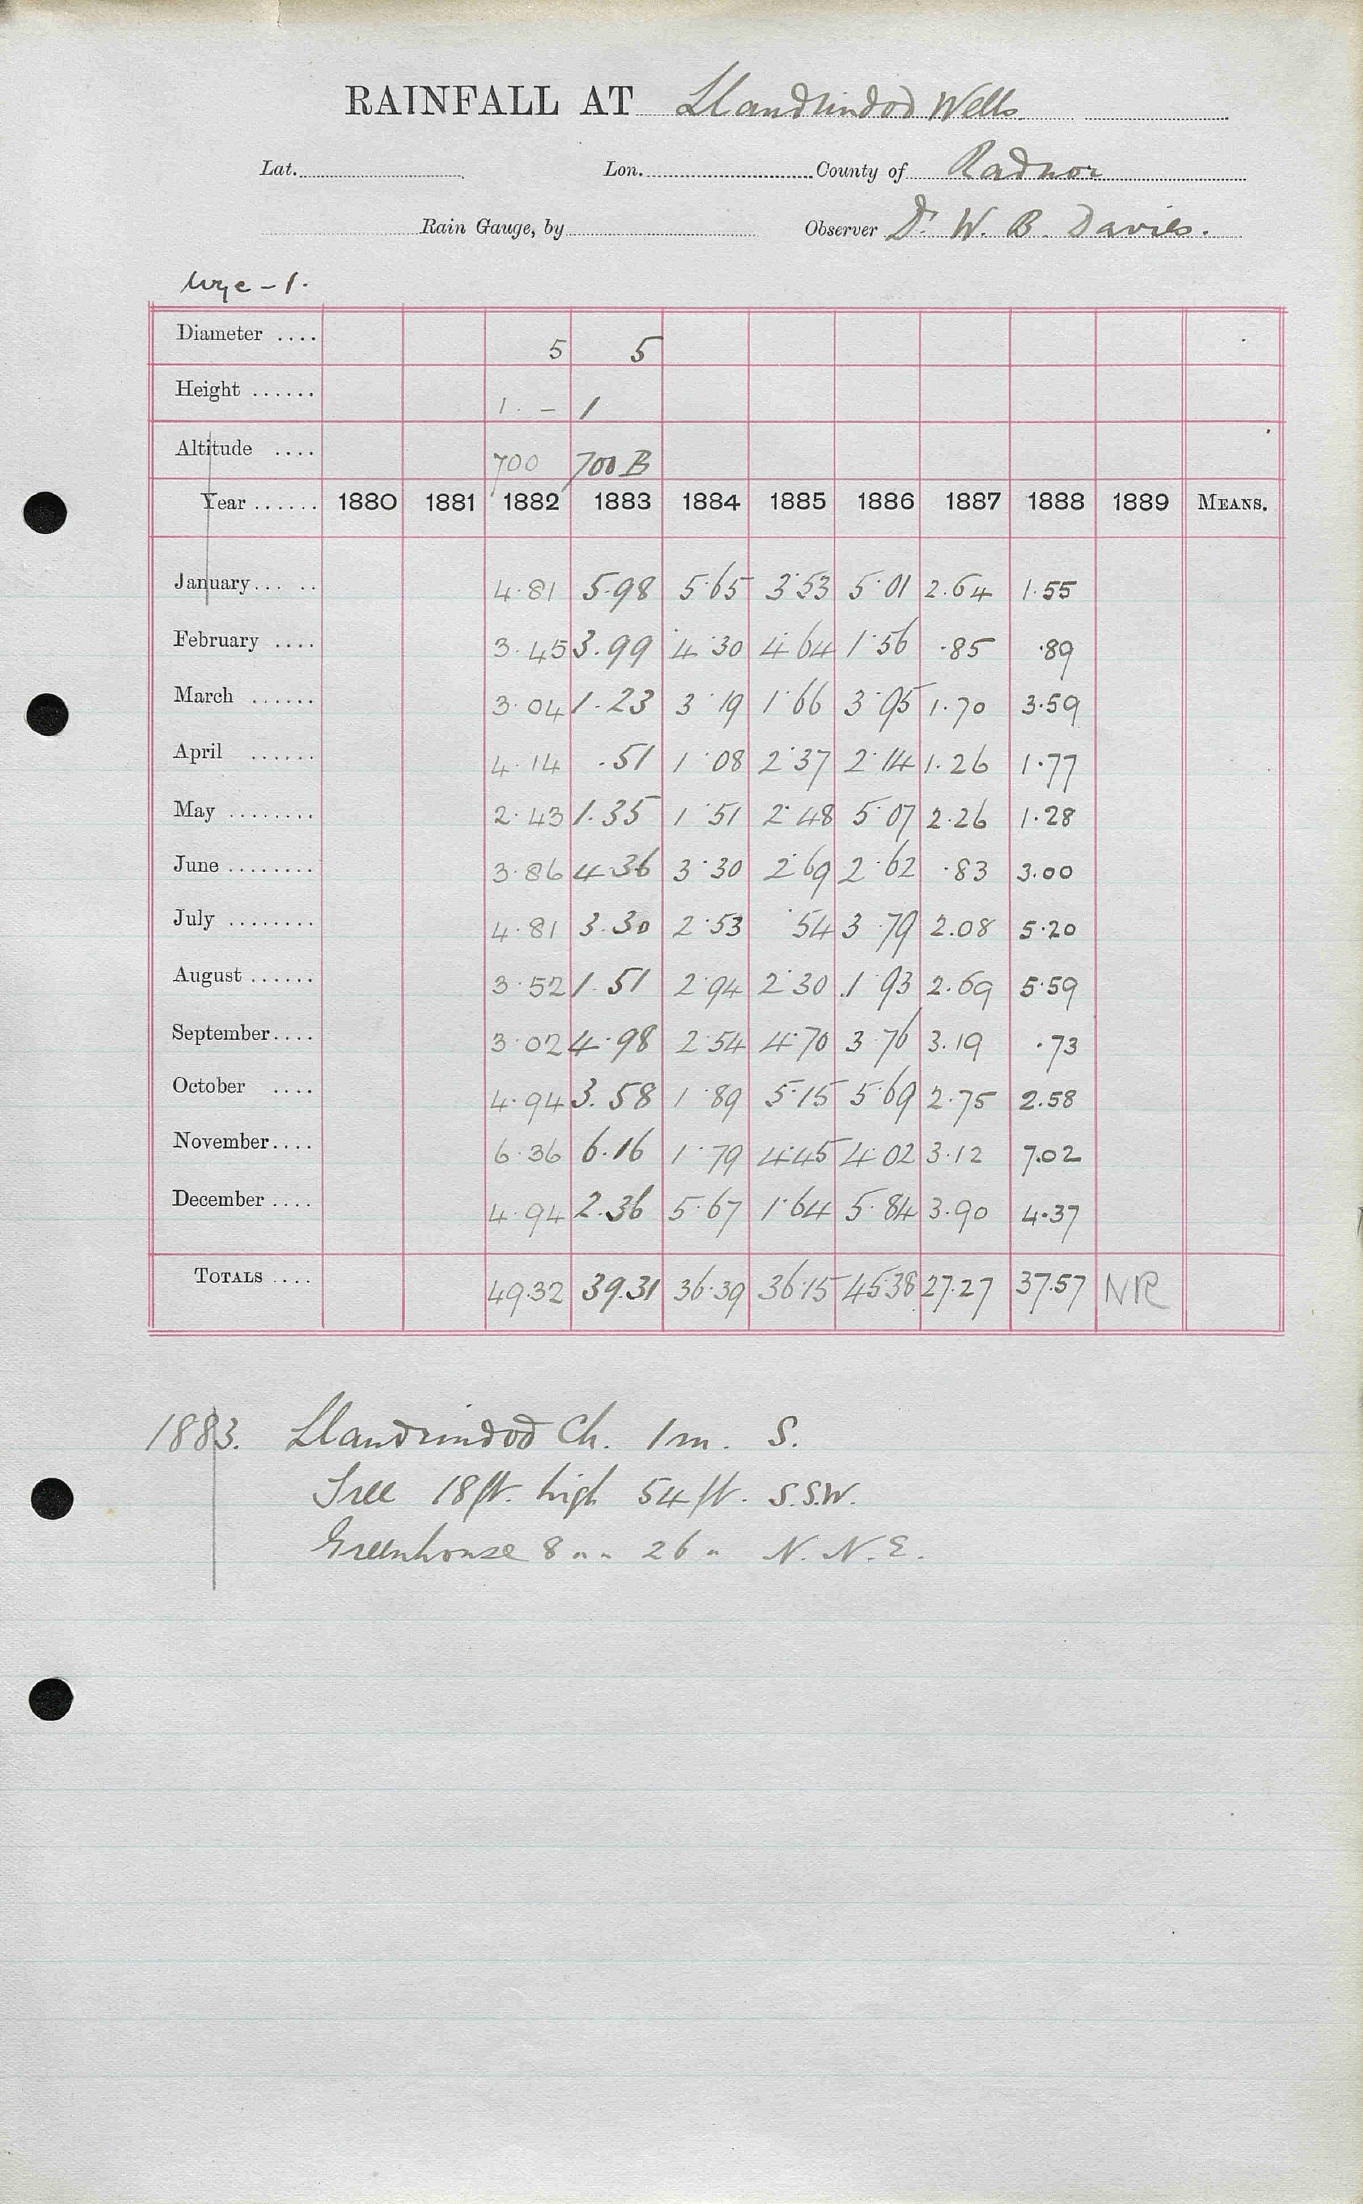 RAINFALL AT Llandrindod Wells
Lat. Lon. County of Radnor
Rain Gauge, by Observer Dr. W. B. Davies.
Wye - 1.
Diameter .... 5 5
Height ...... 1. - 1
Altitude .... 700 700 B
Year ...... 1880 1881 1882 1883 1884 1885 1886 1887 1888 1889 MEANS.
January... .. 4.81 5.98 5.65 3.53 5.01 2.64 1.55
February .... 3.45 3.99 4.30 4.64 1.56 .85 .89
March ...... 3.04 1.23 3.19 1.66 3.95 1.70 3.59
April ...... 4.14 .51 1.08 2.37 2.14 1.26 1.77
May ........ 2.43 1.35 1.51 2.48 5.07 2.26 1.28
June ........ 3.86 4.36 3.30 2.69 2.62 .83 3.00
July ........ 4.81 3.30 2.53 .54 3.79 2.08 5.20
August ...... 3.52 1.51 2.94 2.30 1.93 2.69 5.59
September.... 3.02 4.98 2.54 4.70 3.76 3.19 .73
October .... 4.94 3.58 1.89 5.15 5.69 2.75 2.58
November.... 6.36 6.16 1.79 4.45 4.02 3.12 7.02
December .... 4.94 2.36 5.67 1.64 5.84 3.90 4.37
TOTALS .... 49.32 39.31 36.39 36.15 45.38 27.27 37.57 NR
1883. Llandrindod Ch. 1 m. S.
Tree 18 ft. high 54 ft. S.S.W.
Greenhouse 8 " " 26 " N. N. E.